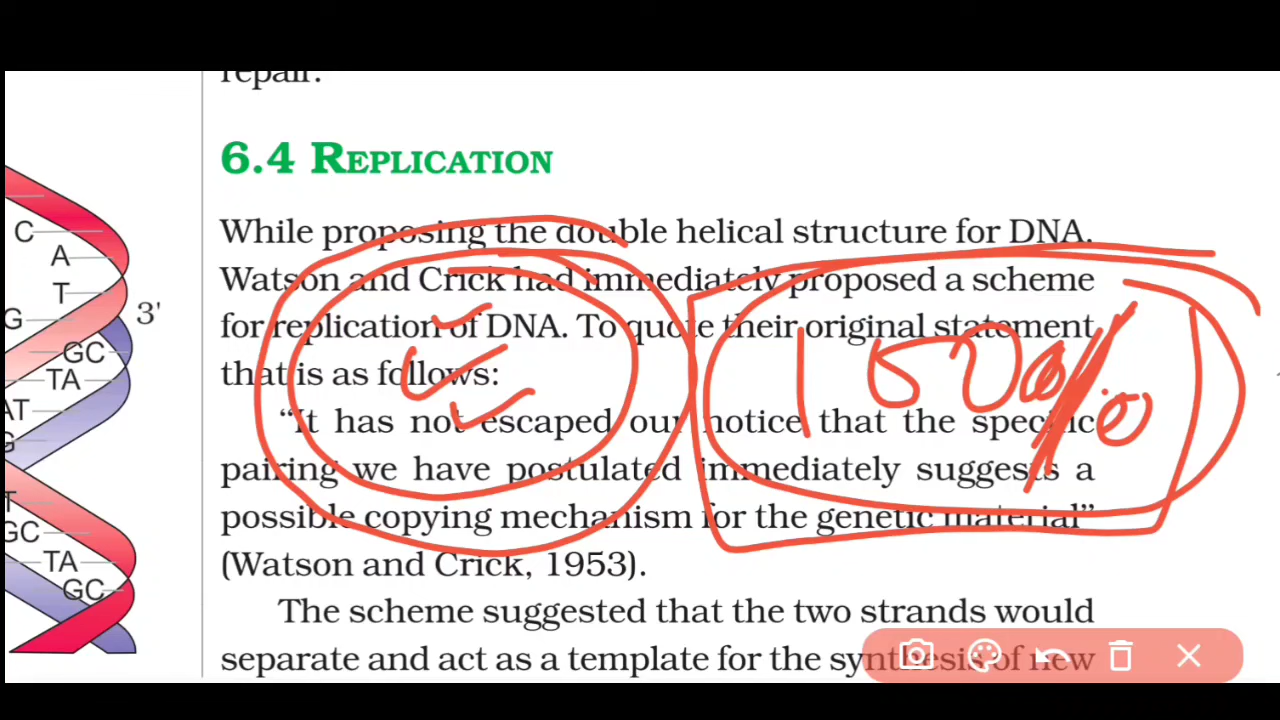 repair.
6.4 REPLICATION
While proposing the double helical structure for DNA,
Watson and Crick had immediately proposed a scheme
for replication of DNA. To quote their original statement
that is as follows:
“It has not escaped our notice that the specific
pairing we have postulated immediately suggests a
possible copying mechanism for the genetic material”
(Watson and Crick, 1953).
The scheme suggested that the two strands would
separate and act as a template for the synthesis of new
C
A
T
G
3'
GC
TA
AT
G
T
GC
TA
GC
100%